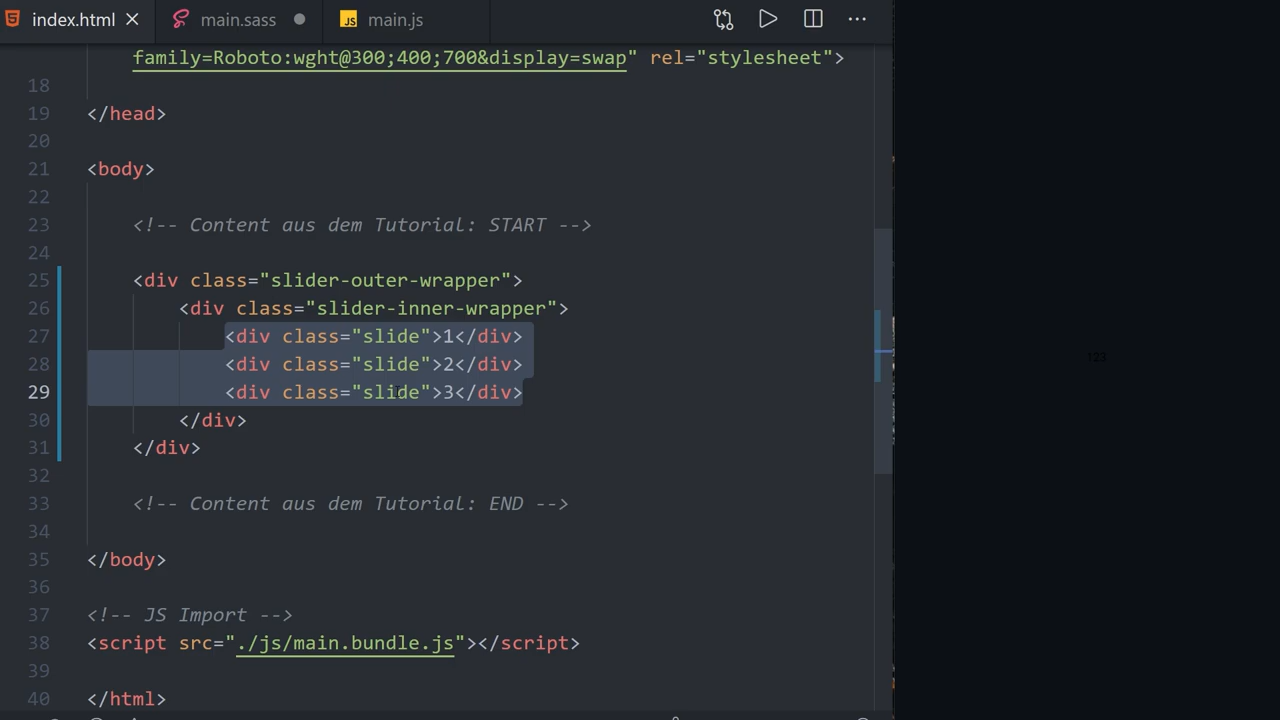 index.html main.sass JS main.js
family=Roboto:wght@300;400;700&display=swap" rel="stylesheet">
18
19 </head>
20
21 <body>
22
23 <!-- Content aus dem Tutorial: START -->
24
25 <div class="slider-outer-wrapper">
26 <div class="slider-inner-wrapper">
27 <div class="slide">1</div>
28 <div class="slide">2</div>
29 <div class="slide">3</div>
30 </div>
31 </div>
32
33 <!-- Content aus dem Tutorial: END -->
34
35 </body>
36
37 <!-- JS Import -->
38 <script src="./js/main.bundle.js"></script>
39
40 </html>
123